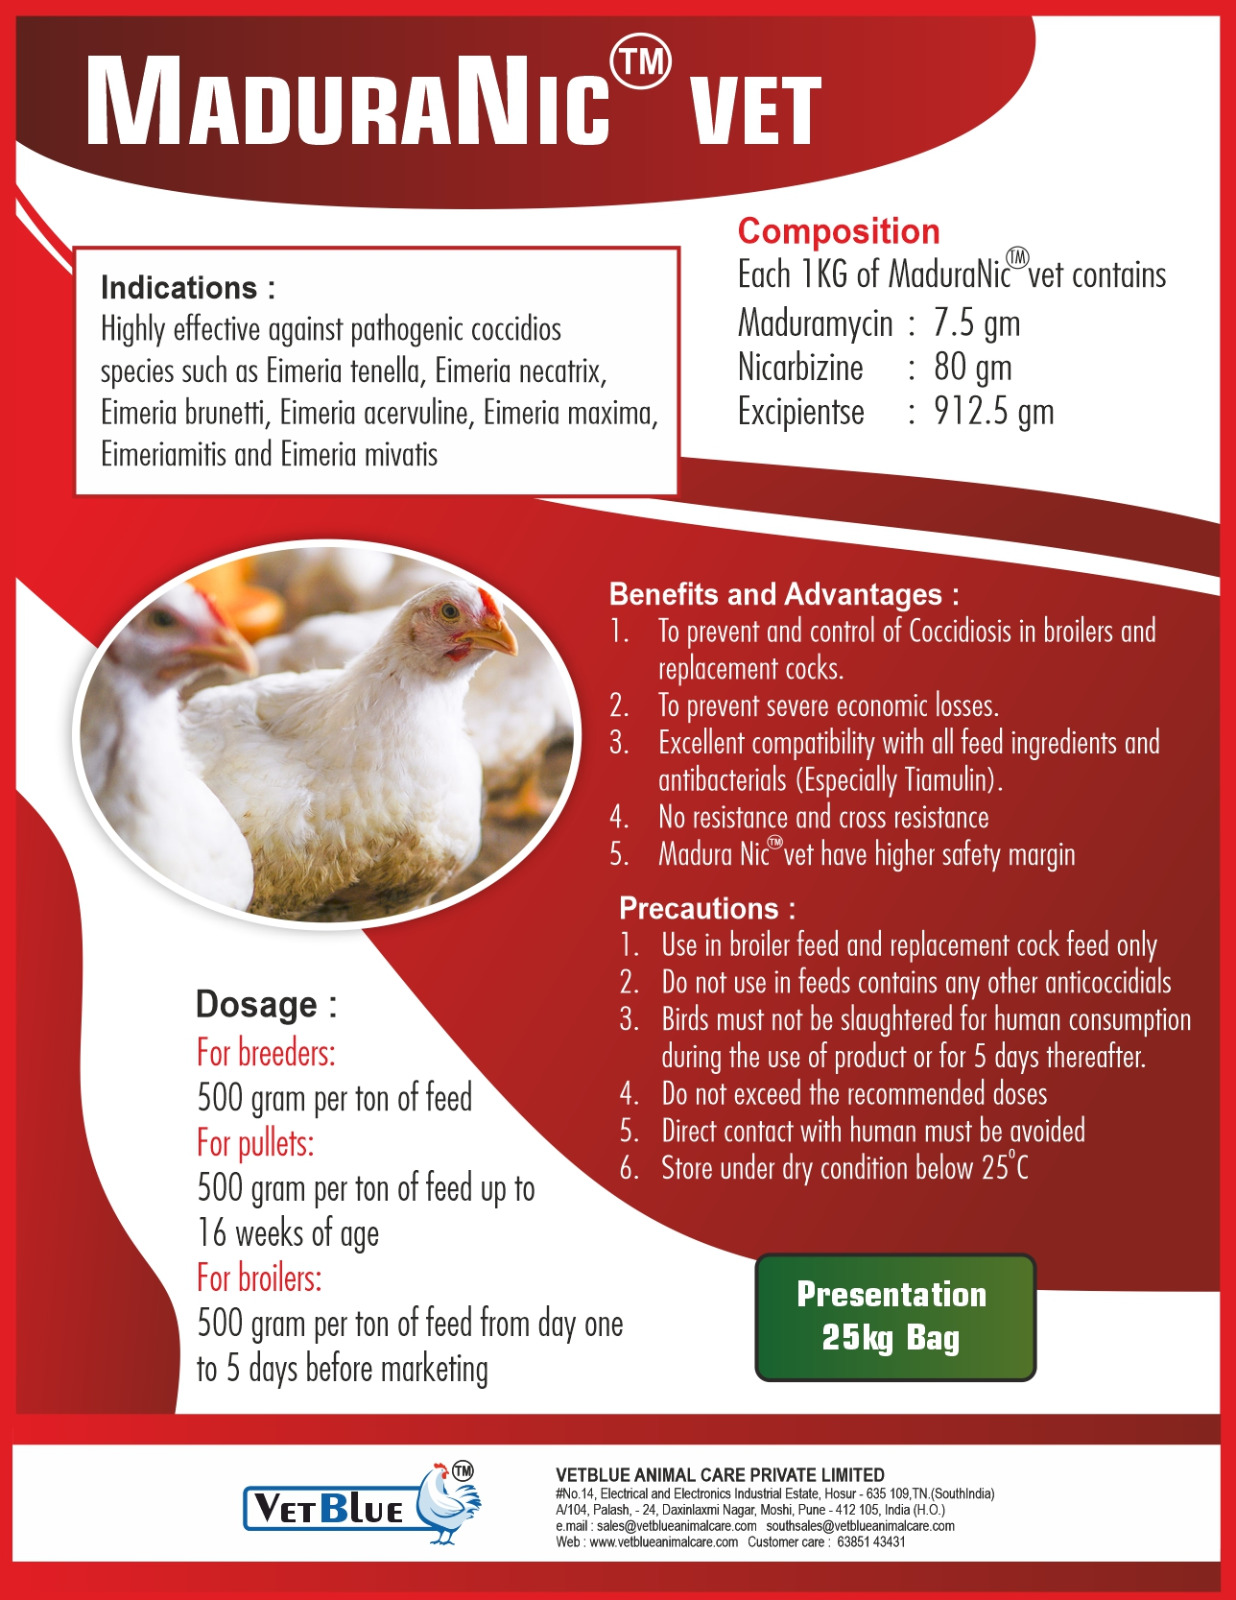 MADURANIC TM VET
Composition
Each 1KG of MaduraNic TM vet contains
Maduramycin : 7.5 gm
Nicarbizine : 80 gm
Excipientse : 912.5 gm
Indications :
Highly effective against pathogenic coccidios
species such as Eimeria tenella, Eimeria necatrix,
Eimeria brunetti, Eimeria acervuline, Eimeria maxima,
Eimeriamitis and Eimeria mivatis
Benefits and Advantages :
1. To prevent and control of Coccidiosis in broilers and
replacement cocks.
2. To prevent severe economic losses.
3. Excellent compatibility with all feed ingredients and
antibacterials (Especially Tiamulin).
4. No resistance and cross resistance
5. Madura Nic TM vet have higher safety margin
Precautions :
1. Use in broiler feed and replacement cock feed only
2. Do not use in feeds contains any other anticoccidials
3. Birds must not be slaughtered for human consumption
during the use of product or for 5 days thereafter.
4. Do not exceed the recommended doses
5. Direct contact with human must be avoided
6. Store under dry condition below 25°C
Dosage :
For breeders:
500 gram per ton of feed
For pullets:
500 gram per ton of feed up to
16 weeks of age
For broilers:
500 gram per ton of feed from day one
to 5 days before marketing
Presentation
25kg Bag
VETBLUE TM
VETBLUE ANIMAL CARE PRIVATE LIMITED
#No.14, Electrical and Electronics Industrial Estate, Hosur - 635 109,TN.(SouthIndia)
A/104, Palash, - 24, Daxinlaxmi Nagar, Moshi, Pune - 412 105, India (H.O.)
e.mail : sales@vetblueanimalcare.com southsales@vetblueanimalcare.com
Web : www.vetblueanimalcare.com Customer care : 63851 43431